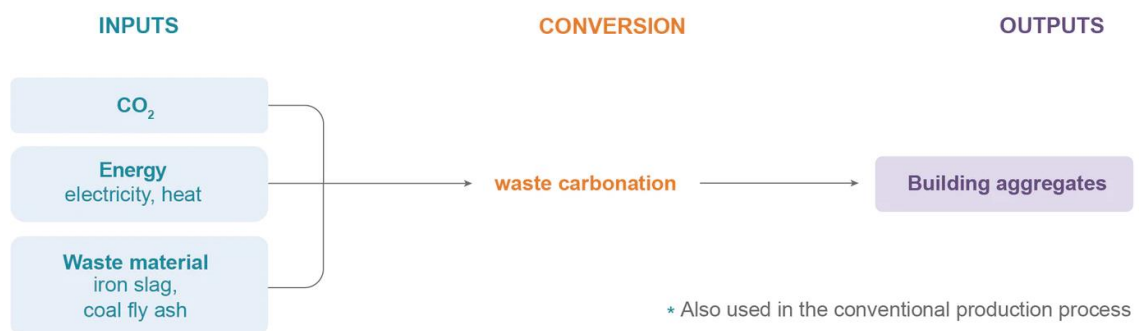 INPUTS
CONVERSION
OUTPUTS
CO₂
Energy
electricity, heat
waste carbonation
Building aggregates
Waste material
iron slag,
coal fly ash
* Also used in the conventional production process